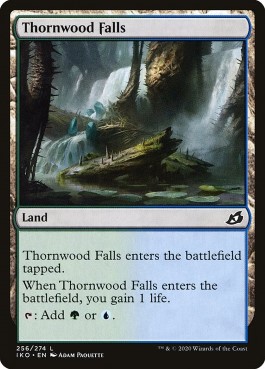 Thornwood Falls
Land
Thornwood Falls enters the battlefield
tapped.
When Thornwood Falls enters the
battlefield, you gain 1 life.
: Add or .
256/274 L
IKO • EN ADAM PAQUETTE
™ & © 2020 Wizards of the Coast